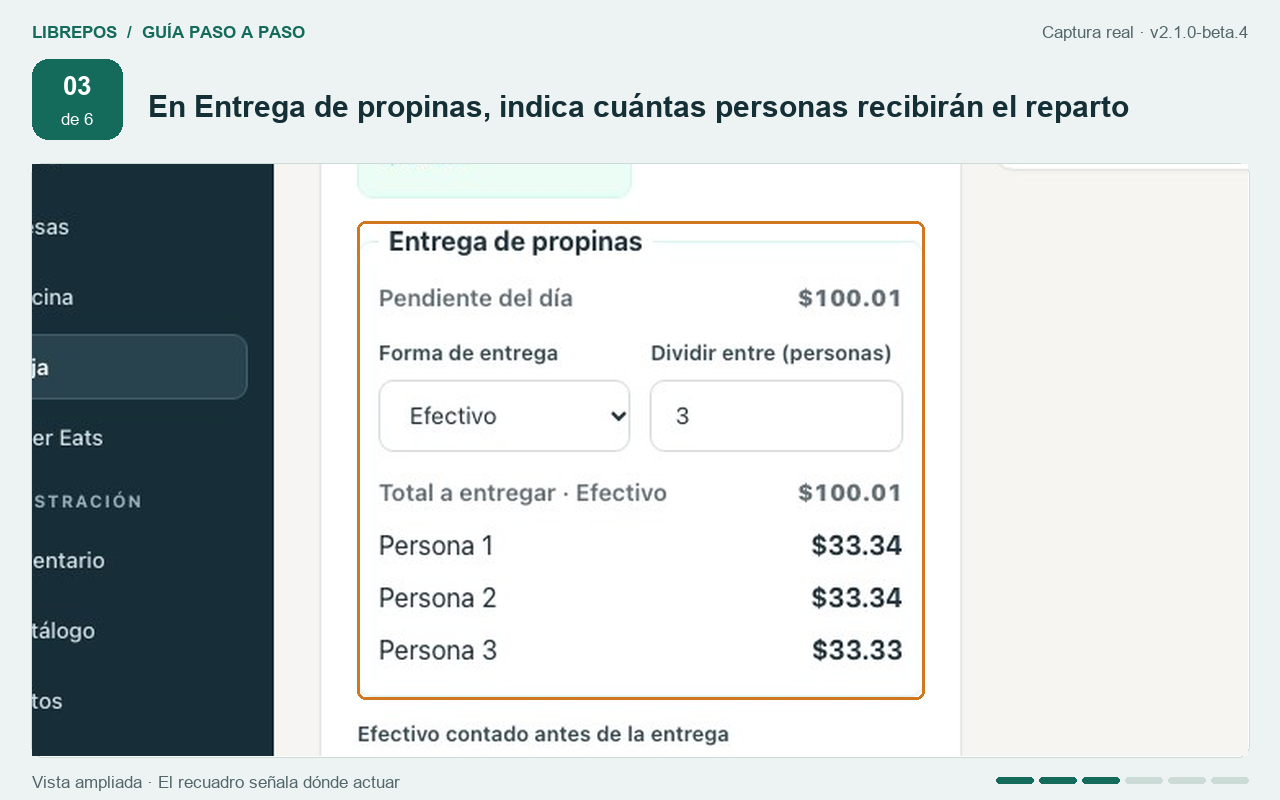 LIBREPOS / GUÍA PASO A PASO
Captura real · v2.1.0-beta.4
03
de 6
En Entrega de propinas, indica cuántas personas recibirán el reparto
esas
cina
ja
er Eats
STRACIÓN
entario
tálogo
tos
Entrega de propinas
Pendiente del día $100.01
Forma de entrega Dividir entre (personas)
Efectivo 3
Total a entregar · Efectivo $100.01
Persona 1 $33.34
Persona 2 $33.34
Persona 3 $33.33
Efectivo contado antes de la entrega
Vista ampliada · El recuadro señala dónde actuar